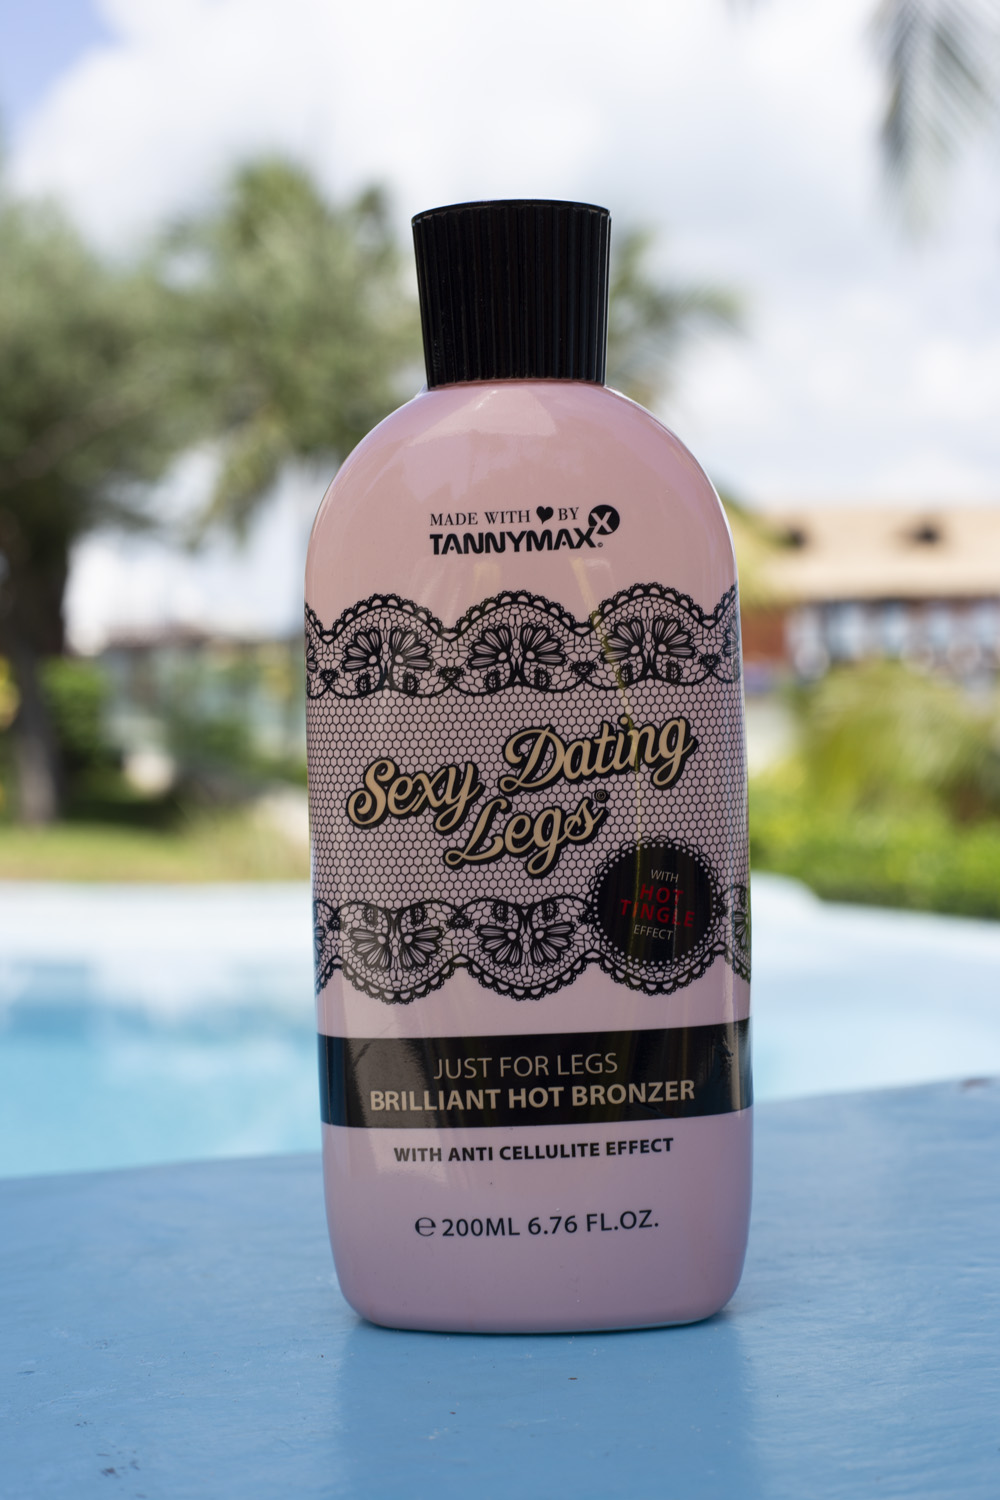 MADE WITH ♥ BY
TANNYMAXX©
Sexy Dating
Legs©
WITH
HOT
TINGLE
EFFECT
JUST FOR LEGS
BRILLIANT HOT BRONZER
WITH ANTI CELLULITE EFFECT
℮ 200ML 6.76 FL.OZ.